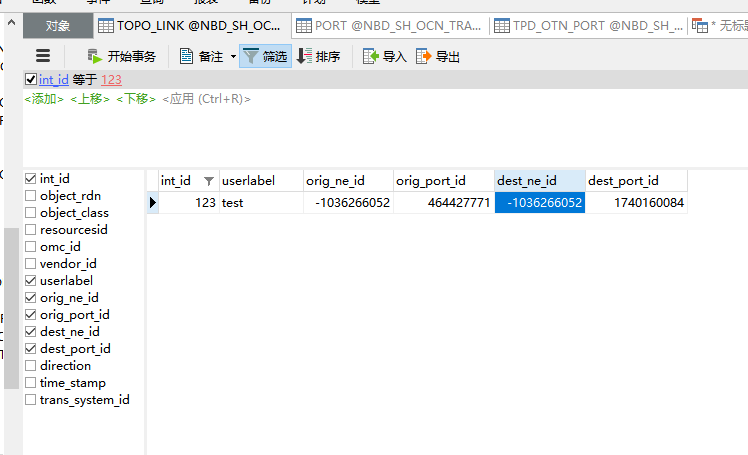 对象 TOPO_LINK @NBD_SH_OC... PORT @NBD_SH_OCN_TRA... TPD_OTN_PORT @NBD_SH_... * 无标题
开始事务 备注 筛选 排序 导入 导出
int_id 等于 123
<添加> <上移> <下移> <应用 (Ctrl+R)>
int_id
object_rdn
object_class
resourcesid
omc_id
vendor_id
userlabel
orig_ne_id
orig_port_id
dest_ne_id
dest_port_id
direction
time_stamp
trans_system_id
int_id userlabel orig_ne_id orig_port_id dest_ne_id dest_port_id
123 test -1036266052 464427771 -1036266052 1740160084